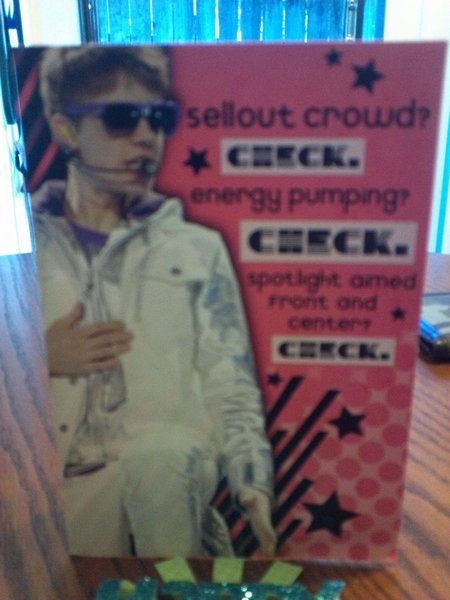 sellout crowd?
CHECK.
energy pumping?
CHECK.
spotlight aimed
front and
center?
CHECK.